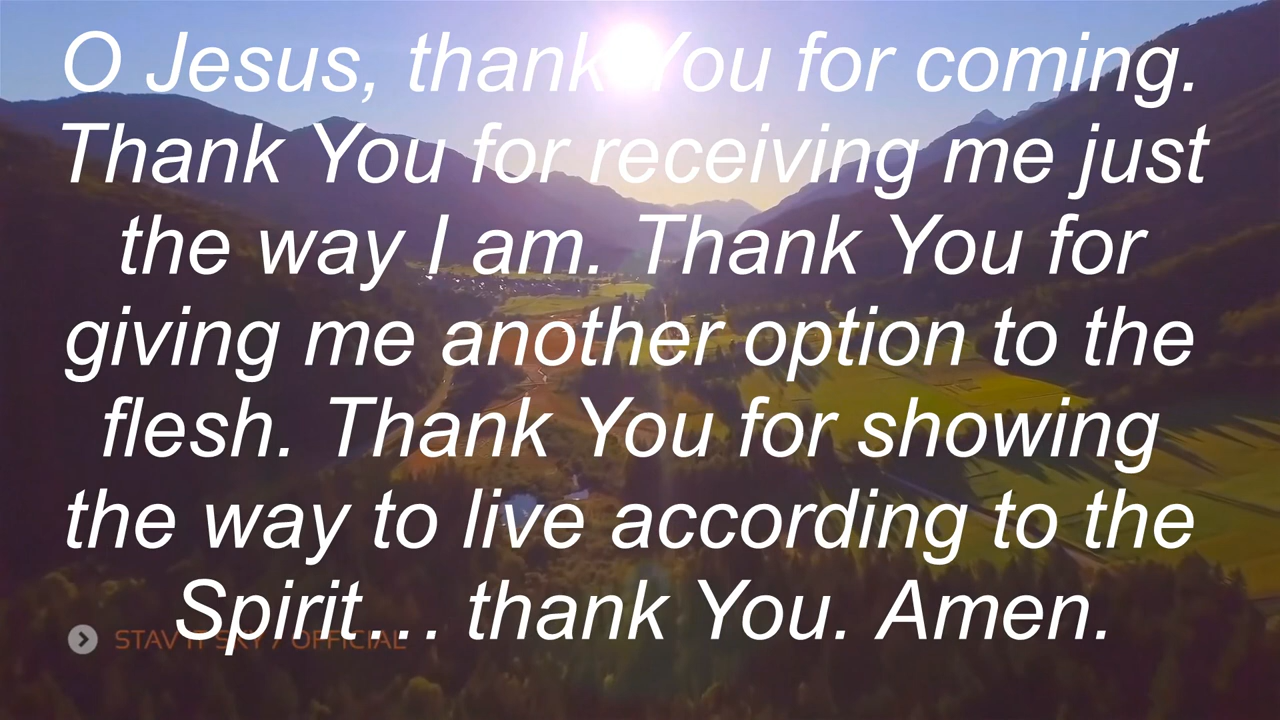 O Jesus, thank You for coming.
Thank You for receiving me just
the way I am. Thank You for
giving me another option to the
flesh. Thank You for showing
the way to live according to the
Spirit… thank You. Amen.
OFFICIAL